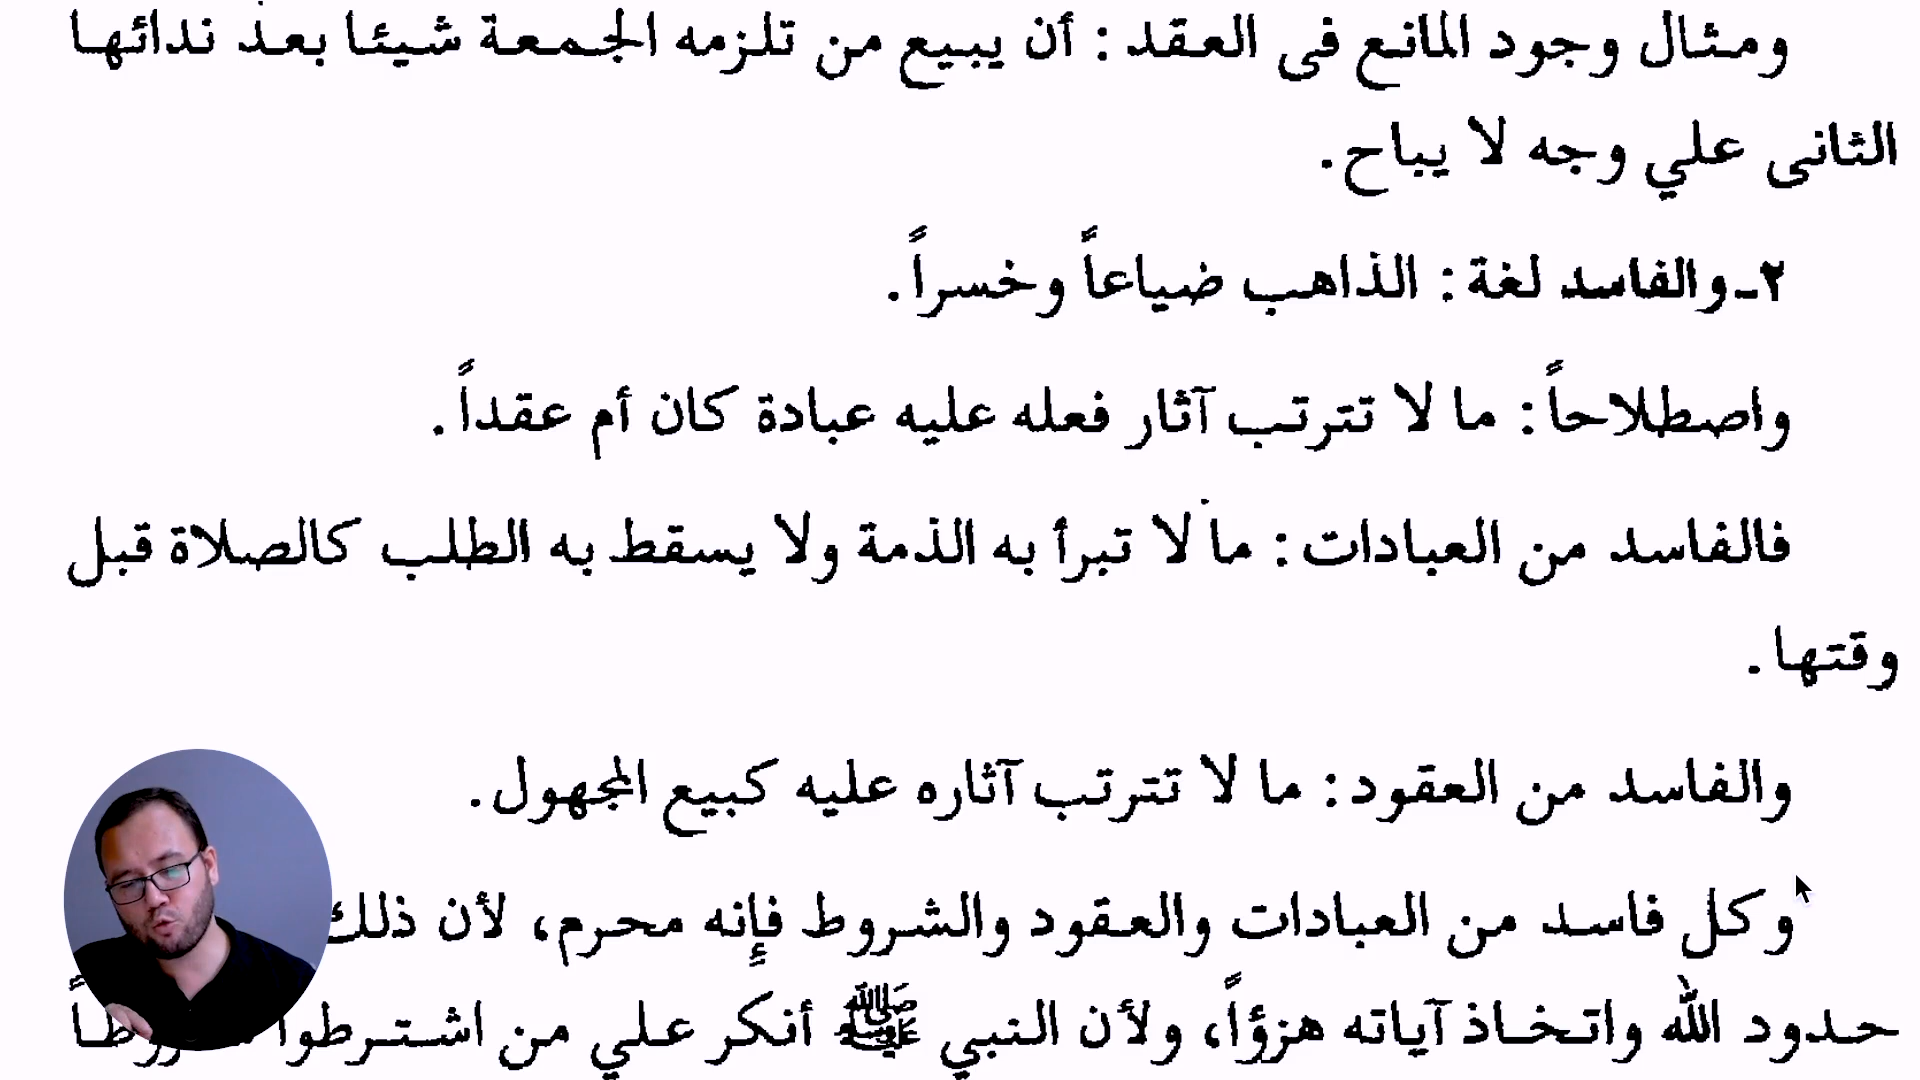 ومثال وجود المانع فى العقد : أن يبيع من تلزمه الجمعة شيئا بعد ندائها
الثانى علي وجه لا يباح .
٢ـ والفاسد لغة : الذاهب ضياعاً وخسراً .
واصطلاحاً : ما لا تترتب آثار فعله عليه عبادة كان أم عقداً .
فالفاسد من العبادات : ما لا تبرأ به الذمة ولا يسقط به الطلب كالصلاة قبل
وقتها .
والفاسد من العقود : ما لا تترتب آثاره عليه كبيع المجهول .
وكل فاسد من العبادات والعقود والشروط فإنه محرم، لأن ذلك
حدود الله واتخاذ آياته هزؤاً، ولأن النبي ﷺ أنكر علي من اشترطوا